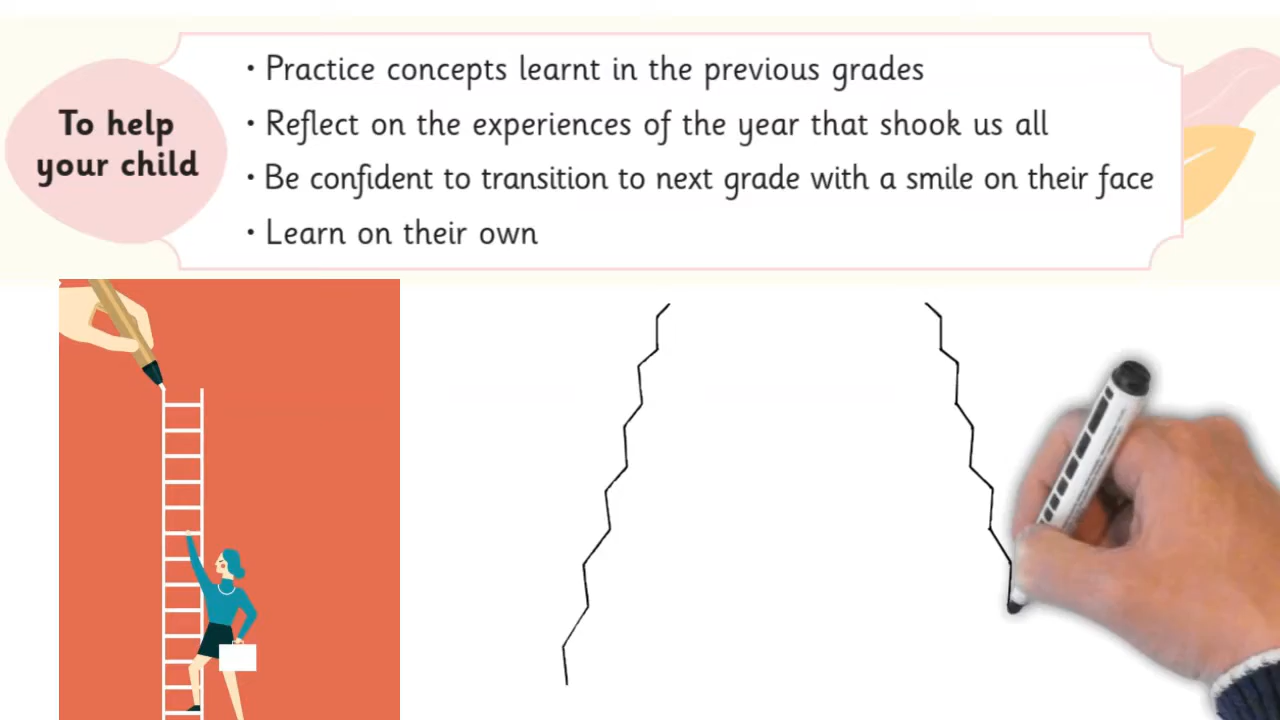 To help
your child
• Practice concepts learnt in the previous grades
• Reflect on the experiences of the year that shook us all
• Be confident to transition to next grade with a smile on their face
• Learn on their own